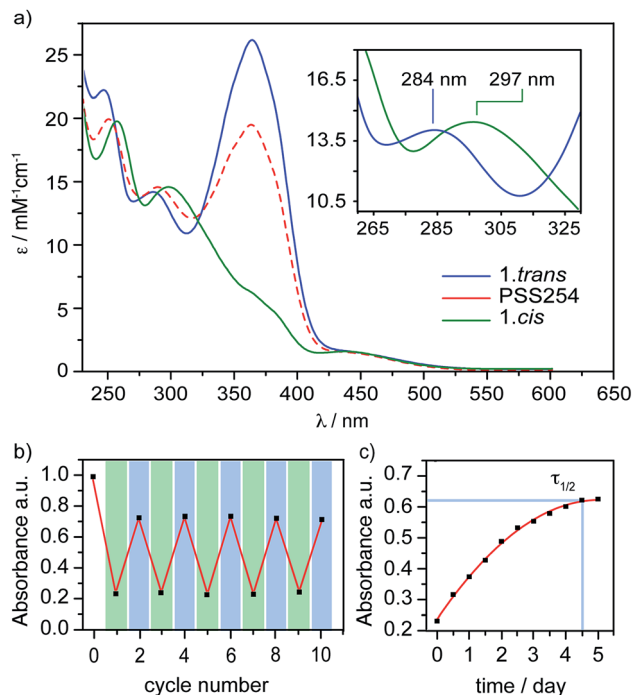 a)
25
20
15
10
5
0
ε / mM⁻¹cm⁻¹
250 300 350 400 450 500 550 600 650
λ / nm
16.5
13.5
10.5
265 285 305 325
284 nm 297 nm
1.trans
PSS254
1.cis
b)
1.0
0.8
0.6
0.4
0.2
0.0
Absorbance a.u.
0 2 4 6 8 10
cycle number
c)
0.7
0.6
0.5
0.4
0.3
0.2
Absorbance a.u.
τ1/2
0 1 2 3 4 5
time / day